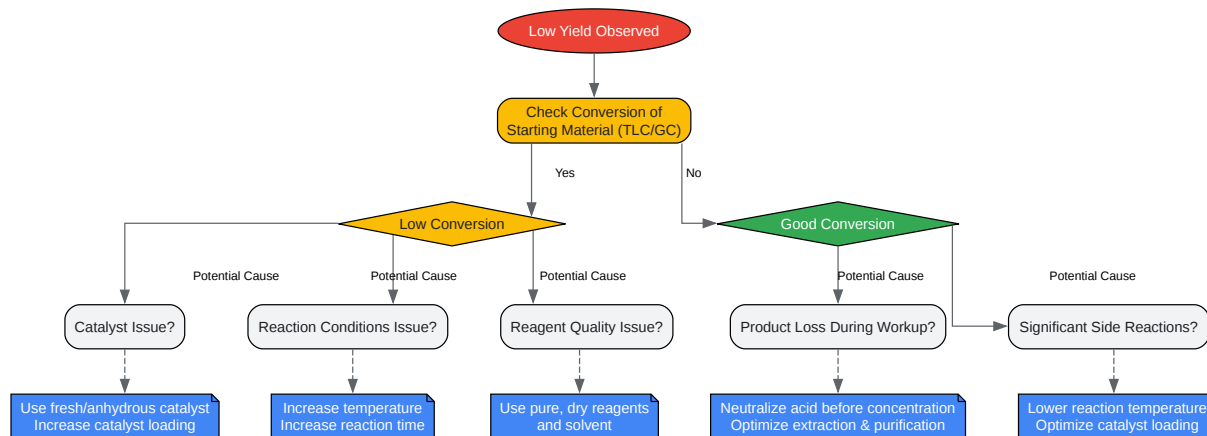 Low Yield Observed
Check Conversion of
Starting Material (TLC/GC)
Yes
No
Low Conversion
Good Conversion
Potential Cause
Potential Cause
Potential Cause
Potential Cause
Potential Cause
Catalyst Issue?
Reaction Conditions Issue?
Reagent Quality Issue?
Product Loss During Workup?
Significant Side Reactions?
Use fresh/anhydrous catalyst
Increase catalyst loading
Increase temperature
Increase reaction time
Use pure, dry reagents
and solvent
Neutralize acid before concentration
Optimize extraction & purification
Lower reaction temperature
Optimize catalyst loading